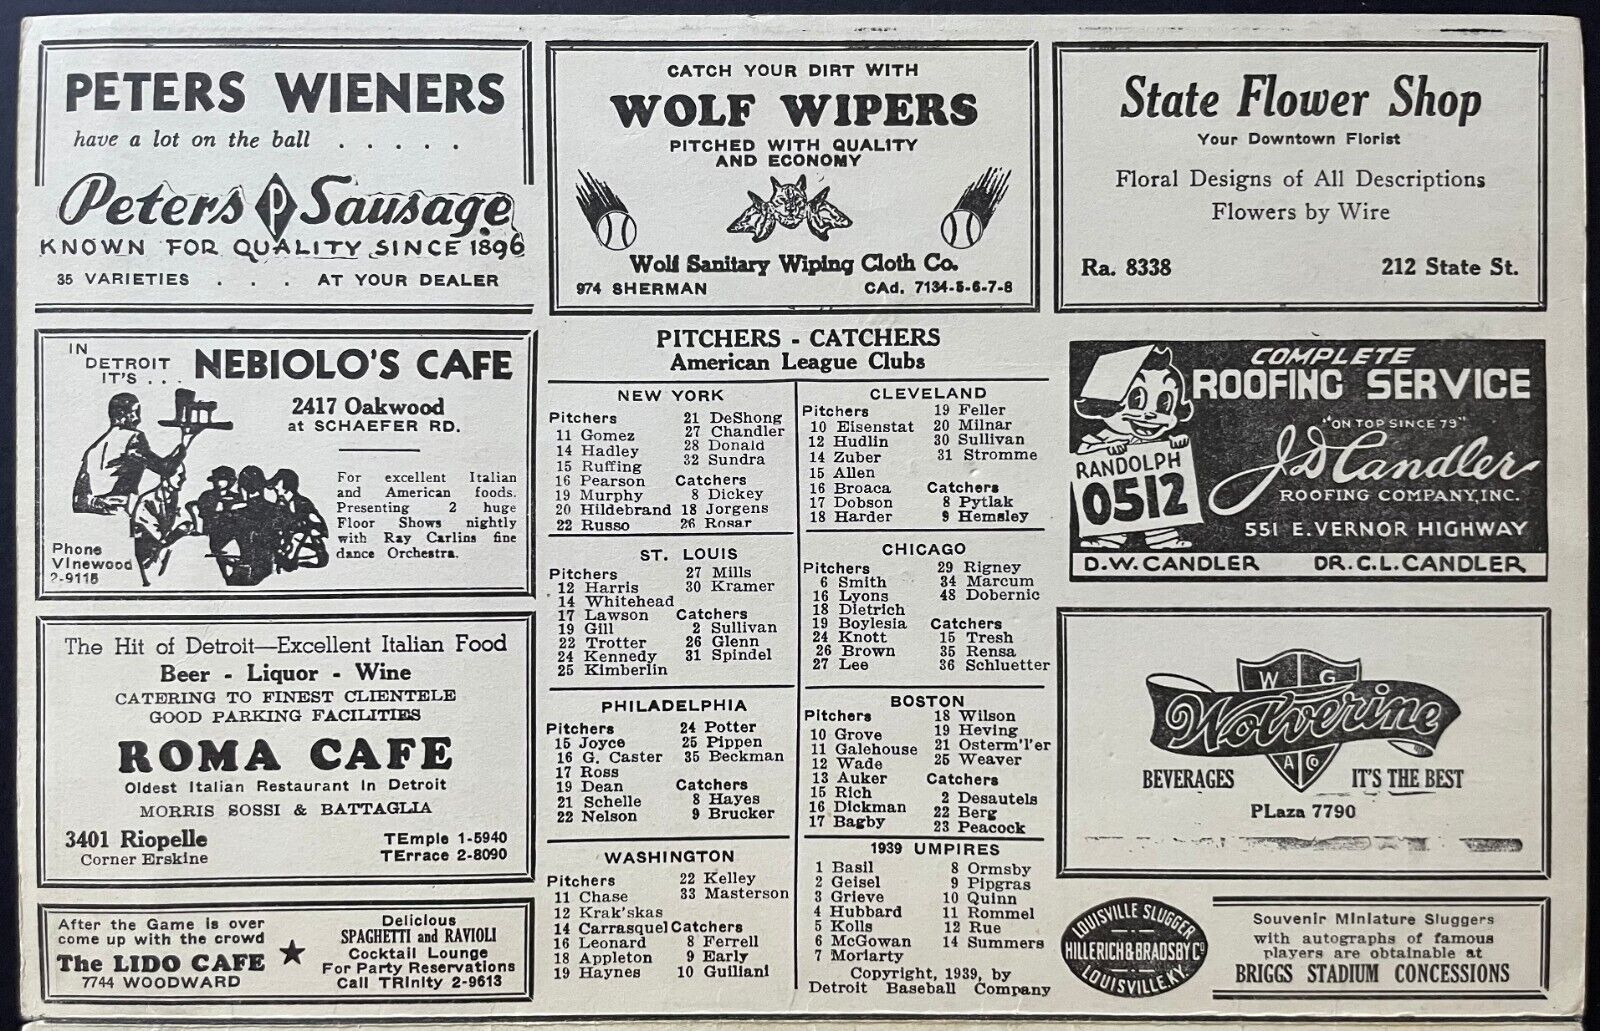 PETERS WIENERS
have a lot on the ball . . . . .
Peters P Sausage
KNOWN FOR QUALITY SINCE 1896
35 VARIETIES . . . AT YOUR DEALER
CATCH YOUR DIRT WITH
WOLF WIPERS
PITCHED WITH QUALITY
AND ECONOMY
Wolf Sanitary Wiping Cloth Co.
974 SHERMAN CAd. 7134-5-6-7-8
State Flower Shop
Your Downtown Florist
Floral Designs of All Descriptions
Flowers by Wire
Ra. 8338 212 State St.
IN
DETROIT
IT'S . . .
NEBIOLO'S CAFE
2417 Oakwood
at SCHAEFER RD.
For excellent Italian
and American foods.
Presenting 2 huge
Floor Shows nightly
with Ray Carlins fine
dance Orchestra.
Phone
VInewood
2-9115
The Hit of Detroit—Excellent Italian Food
Beer - Liquor - Wine
CATERING TO FINEST CLIENTELE
GOOD PARKING FACILITIES
ROMA CAFE
Oldest Italian Restaurant In Detroit
MORRIS SOSSI & BATTAGLIA
3401 Riopelle
Corner Erskine
TEmple 1-5940
TErrace 2-8090
After the Game is over
come up with the crowd
The LIDO CAFE
7744 WOODWARD
Delicious
SPAGHETTI and RAVIOLI
Cocktail Lounge
For Party Reservations
Call TRinity 2-9613
PITCHERS - CATCHERS
American League Clubs
NEW YORK
Pitchers
11 Gomez
14 Hadley
15 Ruffing
16 Pearson
19 Murphy
20 Hildebrand
22 Russo
21 DeShong
27 Chandler
28 Donald
32 Sundra
Catchers
8 Dickey
18 Jorgens
26 Rosar
CLEVELAND
Pitchers
10 Eisenstat
12 Hudlin
14 Zuber
15 Allen
16 Broaca
17 Dobson
18 Harder
19 Feller
20 Milnar
30 Sullivan
31 Stromme
Catchers
8 Pytlak
9 Hemsley
ST. LOUIS
Pitchers
12 Harris
14 Whitehead
17 Lawson
19 Gill
22 Trotter
24 Kennedy
25 Kimberlin
27 Mills
30 Kramer
Catchers
2 Sullivan
26 Glenn
31 Spindel
CHICAGO
Pitchers
6 Smith
16 Lyons
18 Dietrich
19 Boylesia
24 Knott
26 Brown
27 Lee
29 Rigney
34 Marcum
48 Dobernic
Catchers
15 Tresh
35 Rensa
36 Schluetter
PHILADELPHIA
Pitchers
15 Joyce
16 G. Caster
17 Ross
19 Dean
21 Schelle
22 Nelson
24 Potter
25 Pippen
35 Beckman
Catchers
8 Hayes
9 Brucker
BOSTON
Pitchers
10 Grove
11 Galehouse
12 Wade
13 Auker
15 Rich
16 Dickman
17 Bagby
18 Wilson
19 Heving
21 Osterm'l'er
25 Weaver
Catchers
2 Desautels
22 Berg
23 Peacock
WASHINGTON
Pitchers
11 Chase
12 Krak'skas
14 Carrasquel
16 Leonard
18 Appleton
19 Haynes
22 Kelley
33 Masterson
Catchers
8 Ferrell
9 Early
10 Guiliani
1939 UMPIRES
1 Basil
2 Geisel
3 Grieve
4 Hubbard
5 Kolls
6 McGowan
7 Moriarty
8 Ormsby
9 Pipgras
10 Quinn
11 Rommel
12 Rue
14 Summers
Copyright, 1939, by
Detroit Baseball Company
COMPLETE
ROOFING SERVICE
"ON TOP SINCE 79"
J D Candler
ROOFING COMPANY, INC.
551 E. VERNOR HIGHWAY
RANDOLPH
0512
D.W. CANDLER DR. C.L. CANDLER
W G
Wolverine
A Co
BEVERAGES IT'S THE BEST
PLaza 7790
LOUISVILLE SLUGGER
HILLERICH & BRADSBY Co
LOUISVILLE, KY.
Souvenir Miniature Sluggers
with autographs of famous
players are obtainable at
BRIGGS STADIUM CONCESSIONS